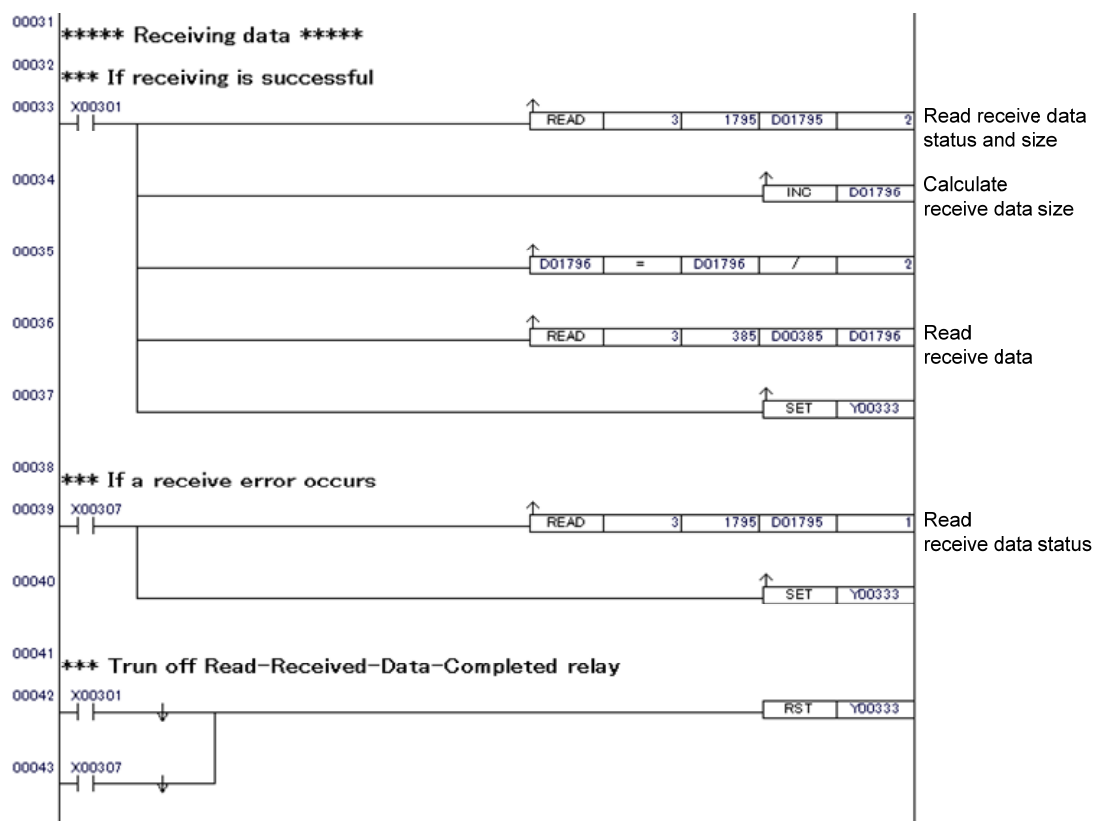 00031
***** Receiving data *****
00032
*** If receiving is successful
00033 X00301 READ 3 1795 D01795 2 Read receive data
status and size
00034 INC D01796 Calculate
receive data size
00035 D01796 = D01796 / 2
00036 READ 3 385 D00385 D01796 Read
receive data
00037 SET Y00333
00038
*** If a receive error occurs
00039 X00307 READ 3 1795 D01795 1 Read
receive data status
00040 SET Y00333
00041
*** Trun off Read-Received-Data-Completed relay
00042 X00301 RST Y00333
00043 X00307